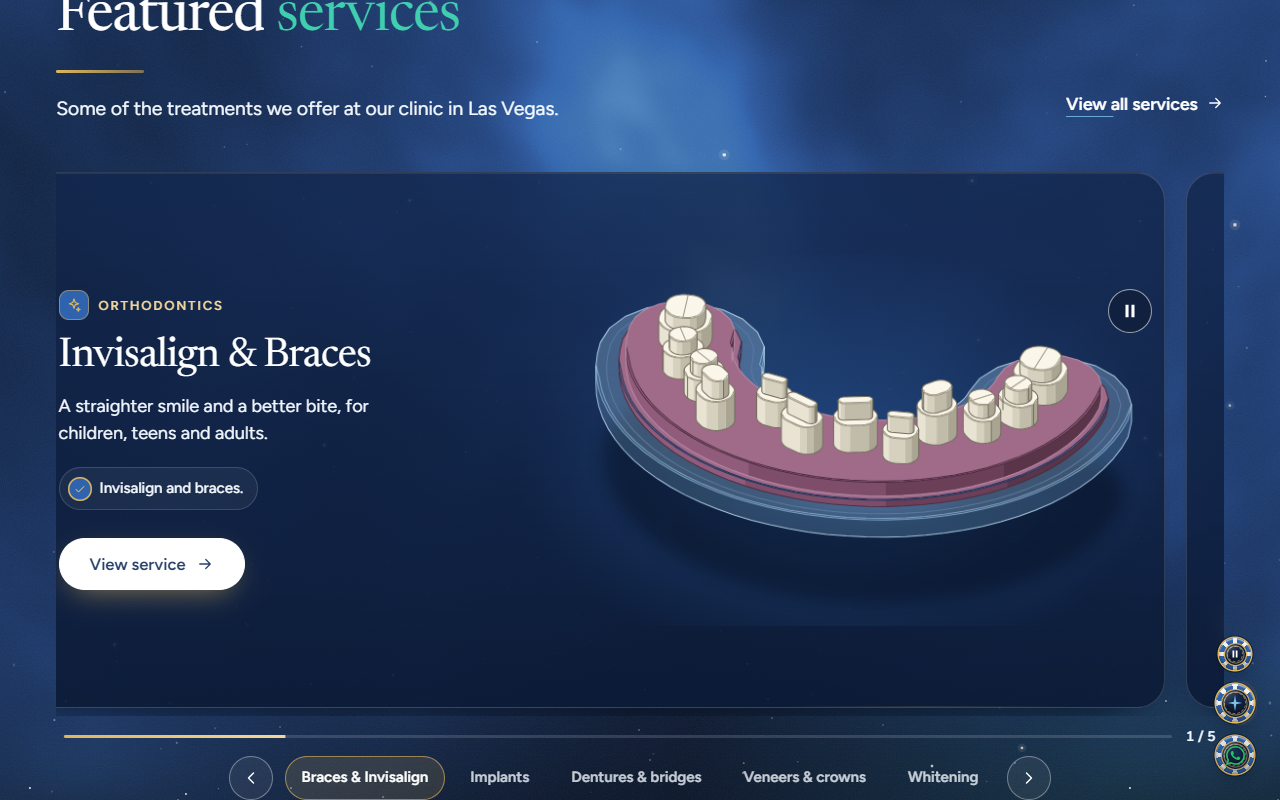 Featured services
Some of the treatments we offer at our clinic in Las Vegas.
View all services →
ORTHODONTICS
Invisalign & Braces
A straighter smile and a better bite, for
children, teens and adults.
Invisalign and braces.
View service →
1 / 5
Braces & Invisalign
Implants
Dentures & bridges
Veneers & crowns
Whitening